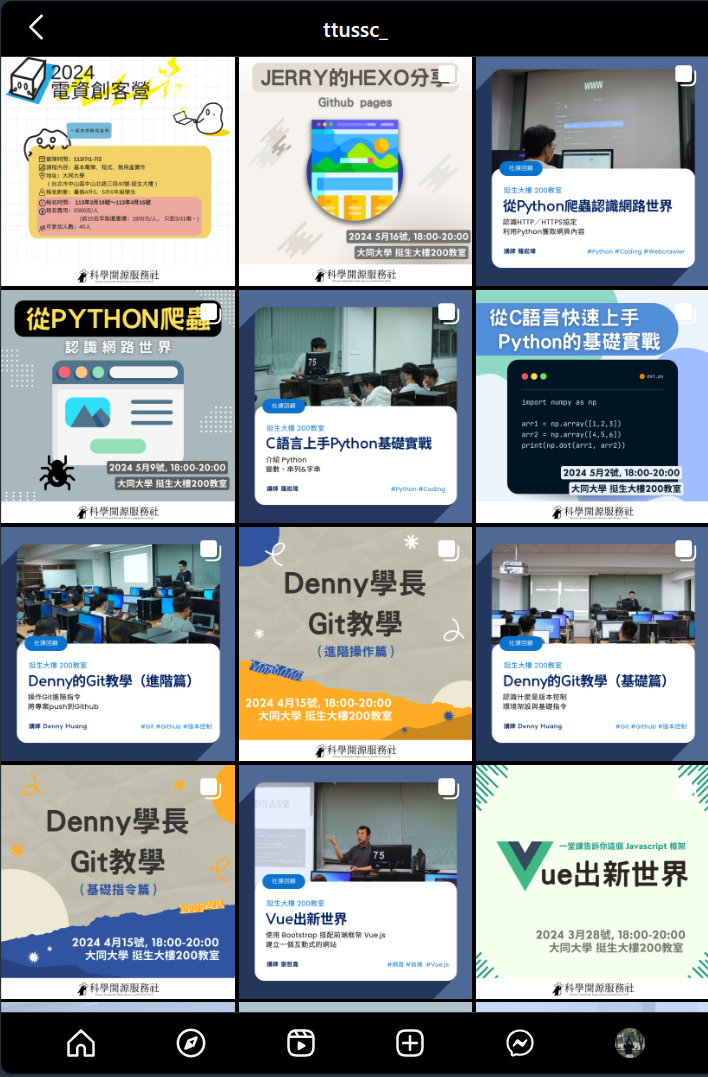 ttussc_
2024
電資創客營
一起來體驗與創客
營隊時間：113/7/1-7/2
課程內容：基本電學、程式、無用盒實作
地址：大同大學
（台北市中山區中山北路三段40號-挺生大樓）
報名時間：113年3月18號～113年4月15號
報名費用：2000元/人
可參加人數：40人
科學開源服務社
JERRY的HEXO分享
Github pages
2024 5月16號, 18:00-20:00
大同大學 挺生大樓200教室
科學開源服務社
WWW
社課回顧
挺生大樓 200教室
從Python爬蟲認識網路世界
認識HTTP／HTTPS協定
利用Python獲取網頁內容
講師
#Python #Coding #Webcrawler
從PYTHON爬蟲
認識網路世界
2024 5月9號, 18:00-20:00
大同大學 挺生大樓200教室
科學開源服務社
75
社課回顧
挺生大樓 200教室
C語言上手Python基礎實戰
介紹 Python
變數、串列&字串
講師
#Python #Coding
從C語言快速上手
Python的基礎實戰
dot.py
import numpy as np
arr1 = np.array([1,2,3])
arr2 = np.array([4,5,6])
print(np.dot(arr1, arr2))
2024 5月2號, 18:00-20:00
大同大學 挺生大樓200教室
科學開源服務社
社課回顧
挺生大樓 200教室
Denny的Git教學（進階篇）
操作Git進階指令
將專案push到Github
講師 Denny Huang
#Git #Github #版本控制
Denny學長
Git教學
（進階操作篇）
2024 4月15號, 18:00-20:00
大同大學 挺生大樓200教室
科學開源服務社
社課回顧
挺生大樓 200教室
Denny的Git教學（基礎篇）
認識什麼是版本控制
環境架設與基礎指令
講師 Denny Huang
#Git #Github #版本控制
Denny學長
Git教學
（基礎指令篇）
2024 4月15號, 18:00-20:00
大同大學 挺生大樓200教室
科學開源服務社
75
社課回顧
挺生大樓 200教室
Vue出新世界
使用 Bootstrap 搭配前端框架 Vue.js
建立一個互動式的網站
講師
#網頁 #前端 #Vue.js
一堂課告訴你這個 Javascript 框架
Vue出新世界
2024 3月28號, 18:00-20:00
大同大學 挺生大樓200教室
科學開源服務社